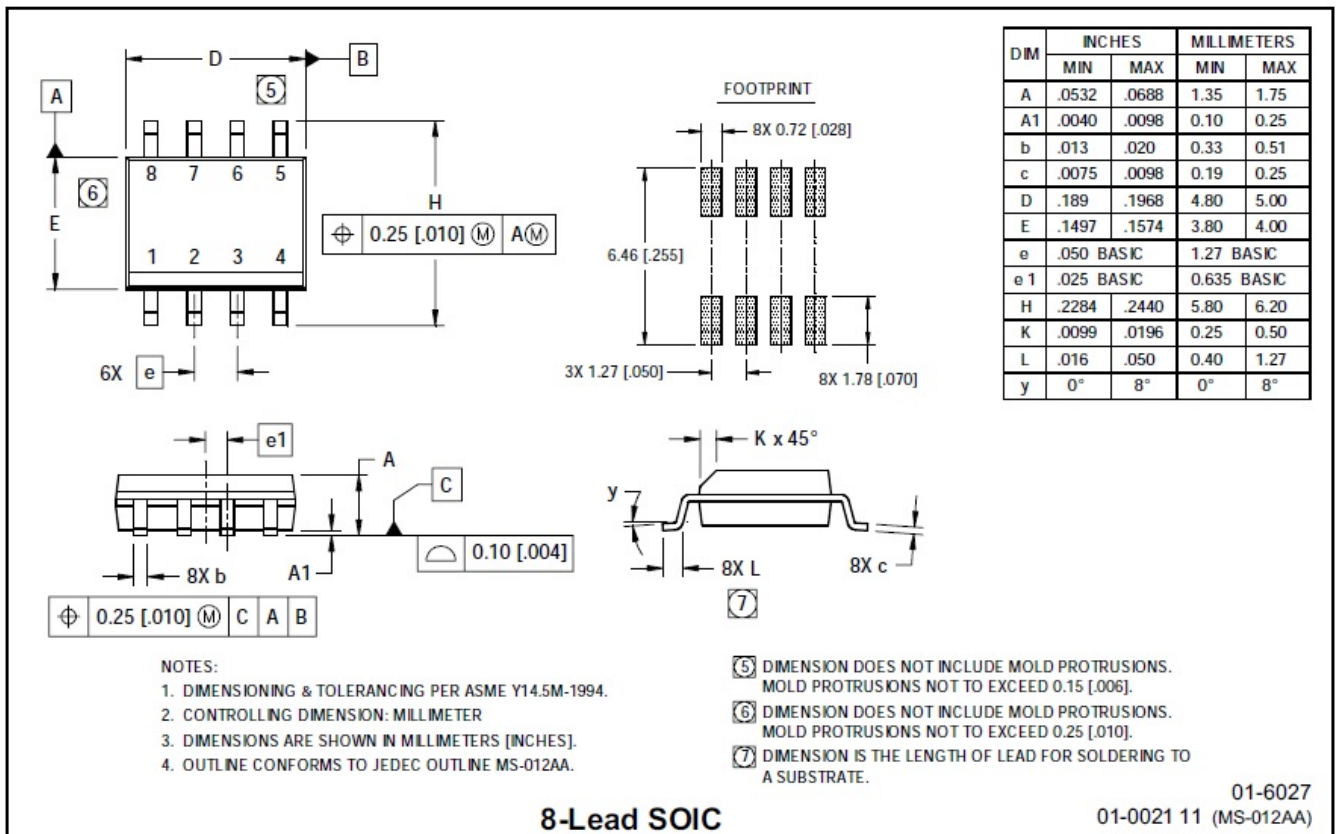 D
B
5
A
8 7 6 5
6
E
H
⌖ 0.25 [.010] Ⓜ AⓂ
1 2 3 4
6X e
FOOTPRINT
8X 0.72 [.028]
6.46 [.255]
3X 1.27 [.050]
8X 1.78 [.070]
DIM INCHES MILLIMETERS
MIN MAX MIN MAX
A .0532 .0688 1.35 1.75
A1 .0040 .0098 0.10 0.25
b .013 .020 0.33 0.51
c .0075 .0098 0.19 0.25
D .189 .1968 4.80 5.00
E .1497 .1574 3.80 4.00
e .050 BASIC 1.27 BASIC
e 1 .025 BASIC 0.635 BASIC
H .2284 .2440 5.80 6.20
K .0099 .0196 0.25 0.50
L .016 .050 0.40 1.27
y 0° 8° 0° 8°
e1
A
C
0.10 [.004]
8X b
A1
⌖ 0.25 [.010] Ⓜ C A B
K x 45°
y
8X L
8X c
7
NOTES:
1. DIMENSIONING & TOLERANCING PER ASME Y14.5M-1994.
2. CONTROLLING DIMENSION: MILLIMETER
3. DIMENSIONS ARE SHOWN IN MILLIMETERS [INCHES].
4. OUTLINE CONFORMS TO JEDEC OUTLINE MS-012AA.
5 DIMENSION DOES NOT INCLUDE MOLD PROTRUSIONS.
MOLD PROTRUSIONS NOT TO EXCEED 0.15 [.006].
6 DIMENSION DOES NOT INCLUDE MOLD PROTRUSIONS.
MOLD PROTRUSIONS NOT TO EXCEED 0.25 [.010].
7 DIMENSION IS THE LENGTH OF LEAD FOR SOLDERING TO
A SUBSTRATE.
8-Lead SOIC
01-6027
01-0021 11 (MS-012AA)